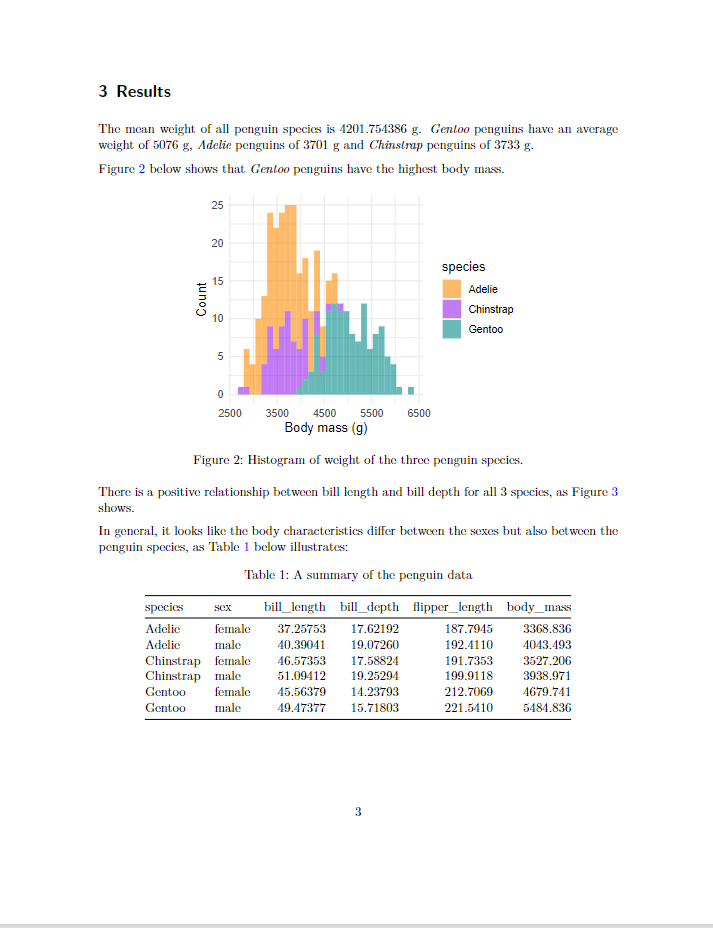 3 Results
The mean weight of all penguin species is 4201.754386 g. Gentoo penguins have an average
weight of 5076 g, Adelie penguins of 3701 g and Chinstrap penguins of 3733 g.
Figure 2 below shows that Gentoo penguins have the highest body mass.
25
20
15
10
5
0
Count
2500 3500 4500 5500 6500
Body mass (g)
species
Adelie
Chinstrap
Gentoo
Figure 2: Histogram of weight of the three penguin species.
There is a positive relationship between bill length and bill depth for all 3 species, as Figure 3
shows.
In general, it looks like the body characteristics differ between the sexes but also between the
penguin species, as Table 1 below illustrates:
Table 1: A summary of the penguin data
species sex bill_length bill_depth flipper_length body_mass
Adelie female 37.25753 17.62192 187.7945 3368.836
Adelie male 40.39041 19.07260 192.4110 4043.493
Chinstrap female 46.57353 17.58824 191.7353 3527.206
Chinstrap male 51.09412 19.25294 199.9118 3938.971
Gentoo female 45.56379 14.23793 212.7069 4679.741
Gentoo male 49.47377 15.71803 221.5410 5484.836
3